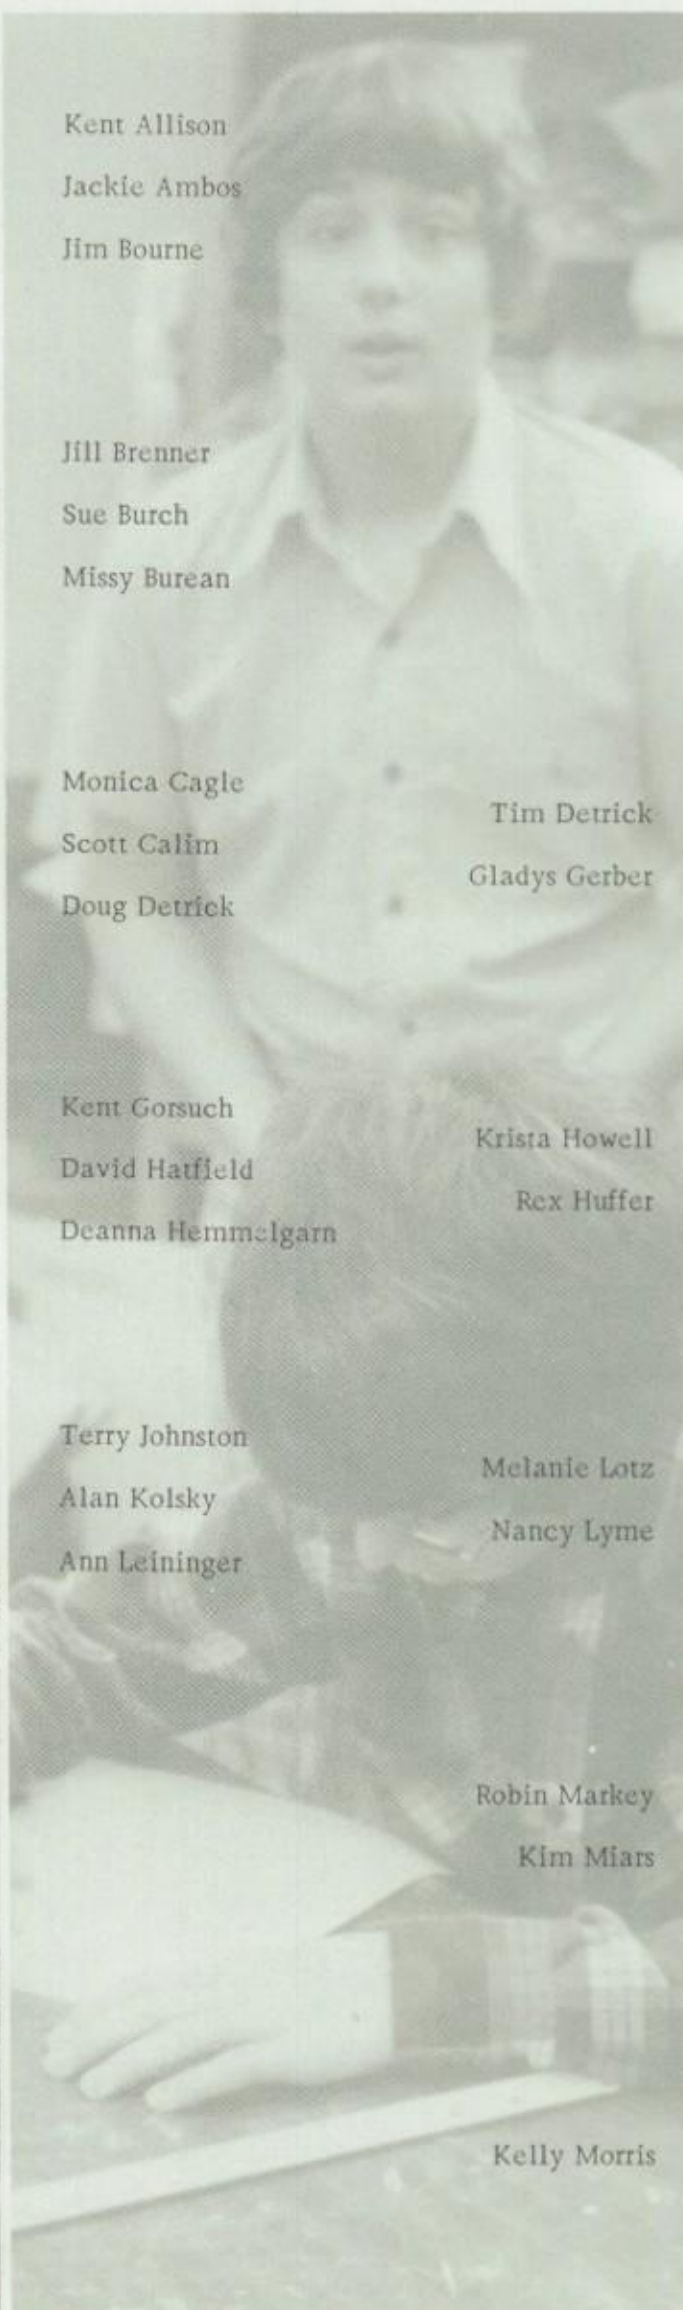 Kent Allison
Jackie Ambos
Jim Bourne
Jill Brenner
Sue Burch
Missy Burean
Monica Cagle
Scott Calim
Doug Detrick
Tim Detrick
Gladys Gerber
Kent Gorsuch
David Hatfield
Deanna Hemmelgarn
Krista Howell
Rex Huffer
Terry Johnston
Alan Kolsky
Ann Leininger
Melanie Lotz
Nancy Lyme
Robin Markey
Kim Miars
Kelly Morris